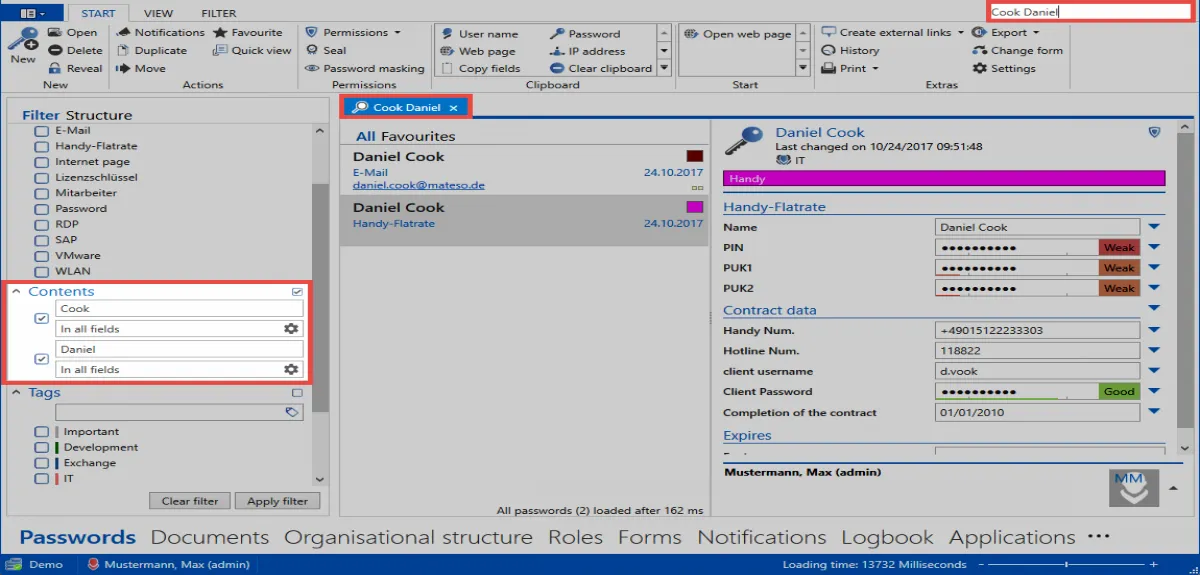 START VIEW FILTER
Cook Daniel
New
Open
Delete
Reveal
New
Notifications
Duplicate
Move
Favourite
Quick view
Actions
Permissions
Seal
Password masking
Permissions
User name
Web page
Copy fields
Password
IP address
Clear clipboard
Clipboard
Open web page
Start
Create external links
History
Print
Export
Change form
Settings
Extras
Filter Structure
E-Mail
Handy-Flatrate
Internet page
Lizenzschlüssel
Mitarbeiter
Password
RDP
SAP
VMware
WLAN
Contents
Cook
In all fields
Daniel
In all fields
Tags
Important
Development
Exchange
IT
Clear filter Apply filter
Cook Daniel ×
All Favourites
Daniel Cook
E-Mail 24.10.2017
daniel.cook@mateso.de
Daniel Cook
Handy-Flatrate 24.10.2017
All passwords (2) loaded after 162 ms
Daniel Cook
Last changed on 10/24/2017 09:51:48
IT
Handy
Handy-Flatrate
Name Daniel Cook
PIN ●●●●●●●●●● Weak
PUK1 ●●●●●●●●●● Weak
PUK2 ●●●●●●●●●● Weak
Contract data
Handy Num. +49015122233303
Hotline Num. 118822
client username d.vook
Client Password ●●●●●●●●●● Good
Completion of the contract 01/01/2010
Expires
Mustermann, Max (admin)
MM
Passwords Documents Organisational structure Roles Forms Notifications Logbook Applications •••
Demo Mustermann, Max (admin) Loading time: 13732 Milliseconds - +